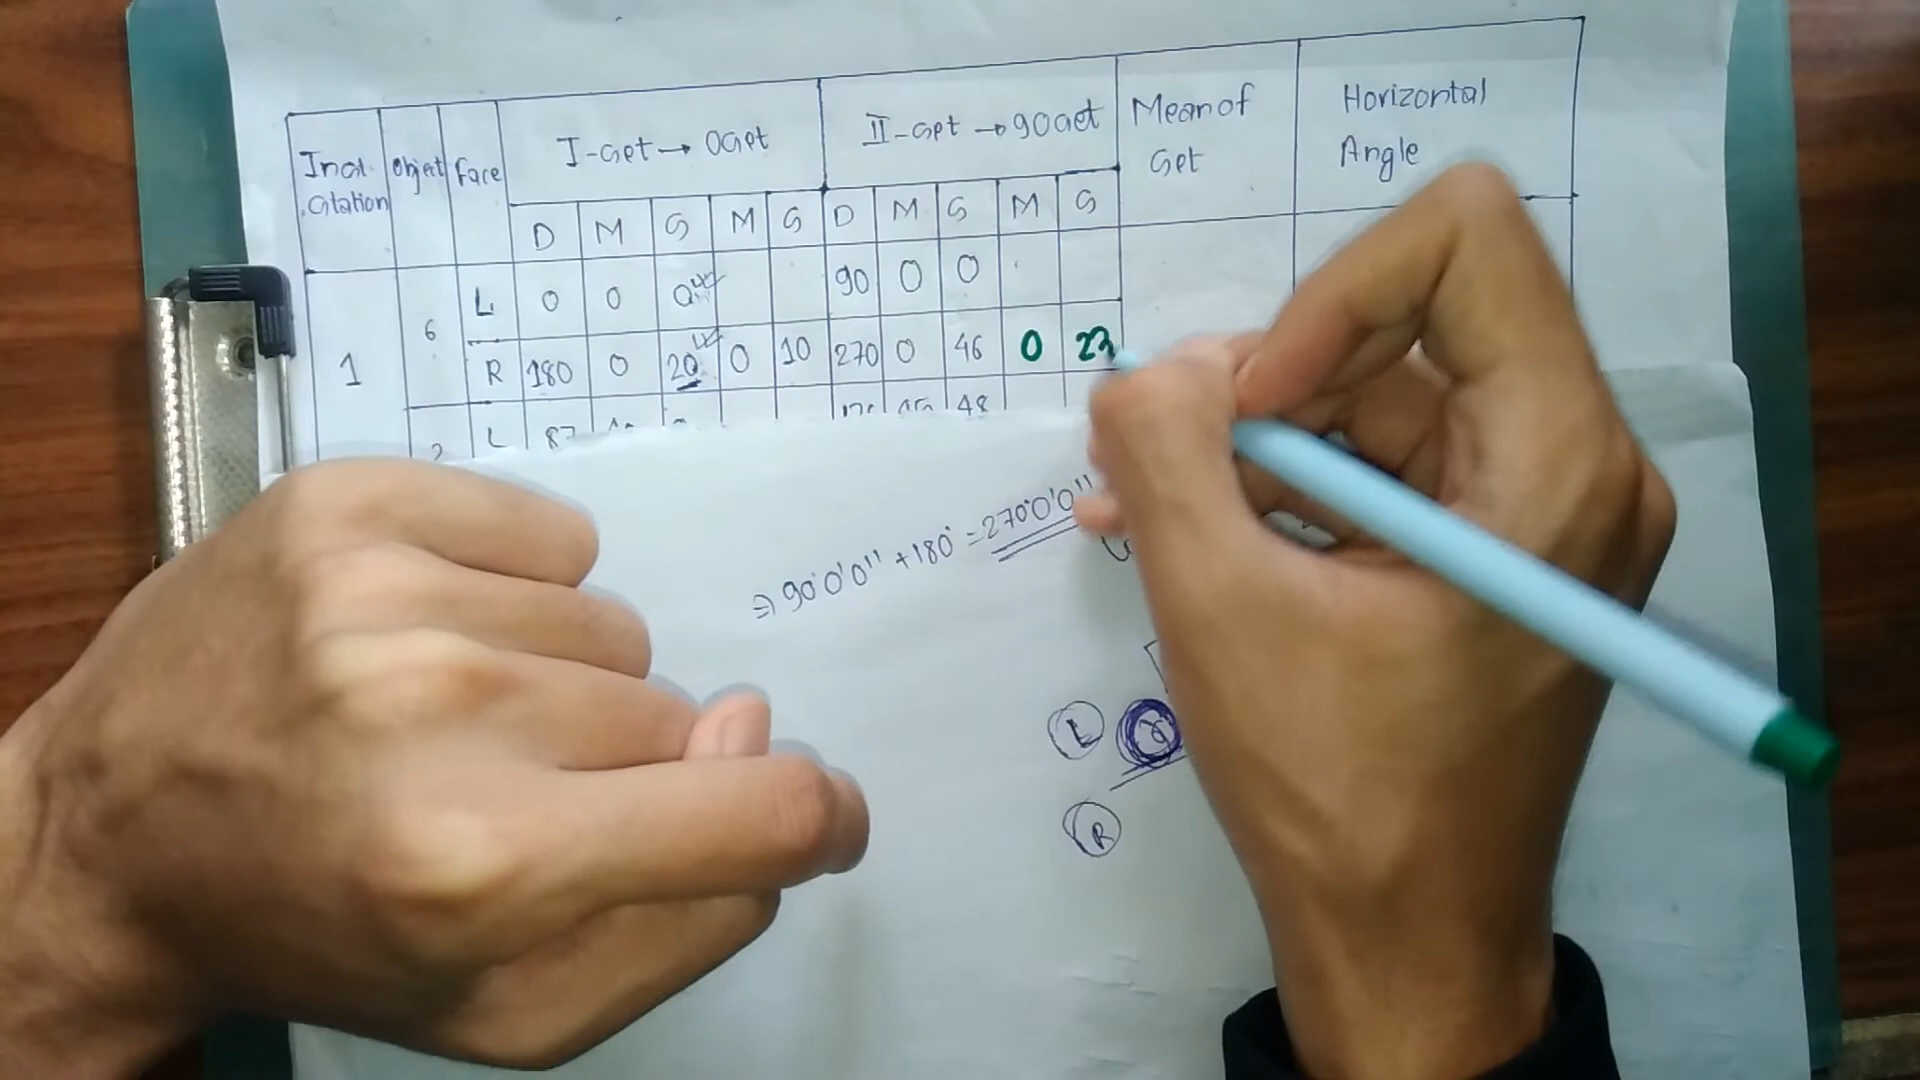 Inst. Station Object Face I-Set → 0Set II-Set → 90Set Mean of Set Horizontal Angle
D M S M S D M S M S
L 0 0 0 90 0 0
1 6 R 180 0 20 0 10 270 0 46 0 23
2 L 87 48
⇒ 90°0'0" + 180° = 270°0'0"
L
R